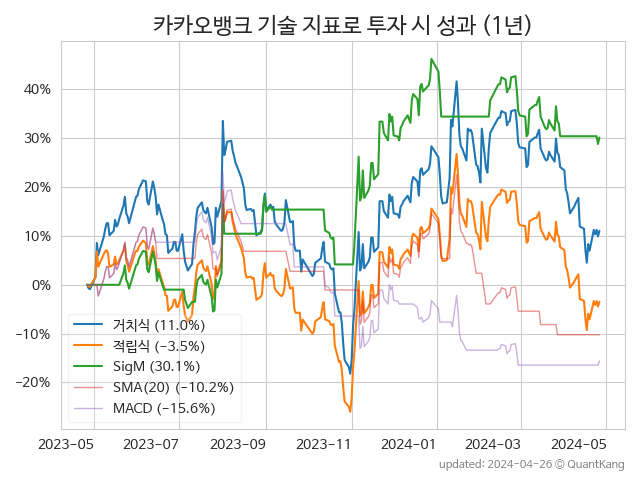 카카오뱅크 기술 지표로 투자 시 성과 (1년)
40%
30%
20%
10%
0%
−10%
−20%
거치식 (11.0%)
적립식 (−3.5%)
SigM (30.1%)
SMA(20) (−10.2%)
MACD (−15.6%)
2023-05 2023-07 2023-09 2023-11 2024-01 2024-03 2024-05
updated: 2024-04-26 © QuantKang